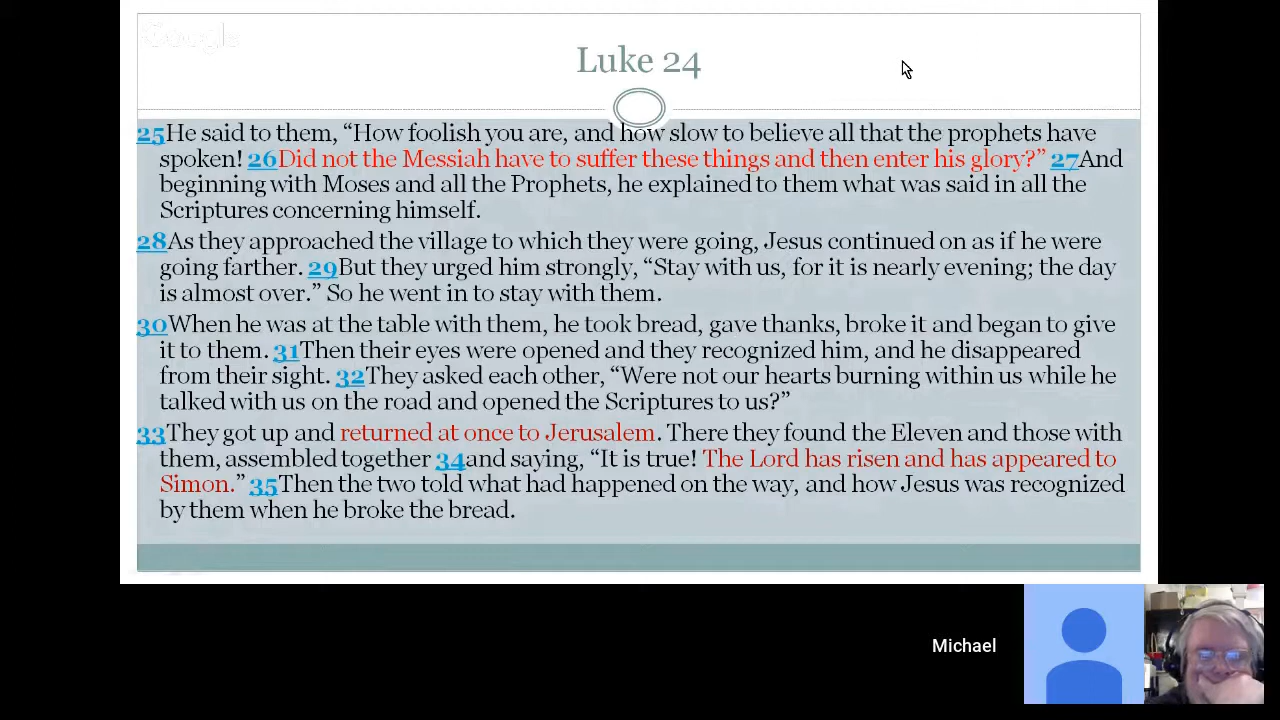 Google
Luke 24
25He said to them, “How foolish you are, and how slow to believe all that the prophets have
spoken! 26Did not the Messiah have to suffer these things and then enter his glory?” 27And
beginning with Moses and all the Prophets, he explained to them what was said in all the
Scriptures concerning himself.
28As they approached the village to which they were going, Jesus continued on as if he were
going farther. 29But they urged him strongly, “Stay with us, for it is nearly evening; the day
is almost over.” So he went in to stay with them.
30When he was at the table with them, he took bread, gave thanks, broke it and began to give
it to them. 31Then their eyes were opened and they recognized him, and he disappeared
from their sight. 32They asked each other, “Were not our hearts burning within us while he
talked with us on the road and opened the Scriptures to us?”
33They got up and returned at once to Jerusalem. There they found the Eleven and those with
them, assembled together 34and saying, “It is true! The Lord has risen and has appeared to
Simon.” 35Then the two told what had happened on the way, and how Jesus was recognized
by them when he broke the bread.
Michael